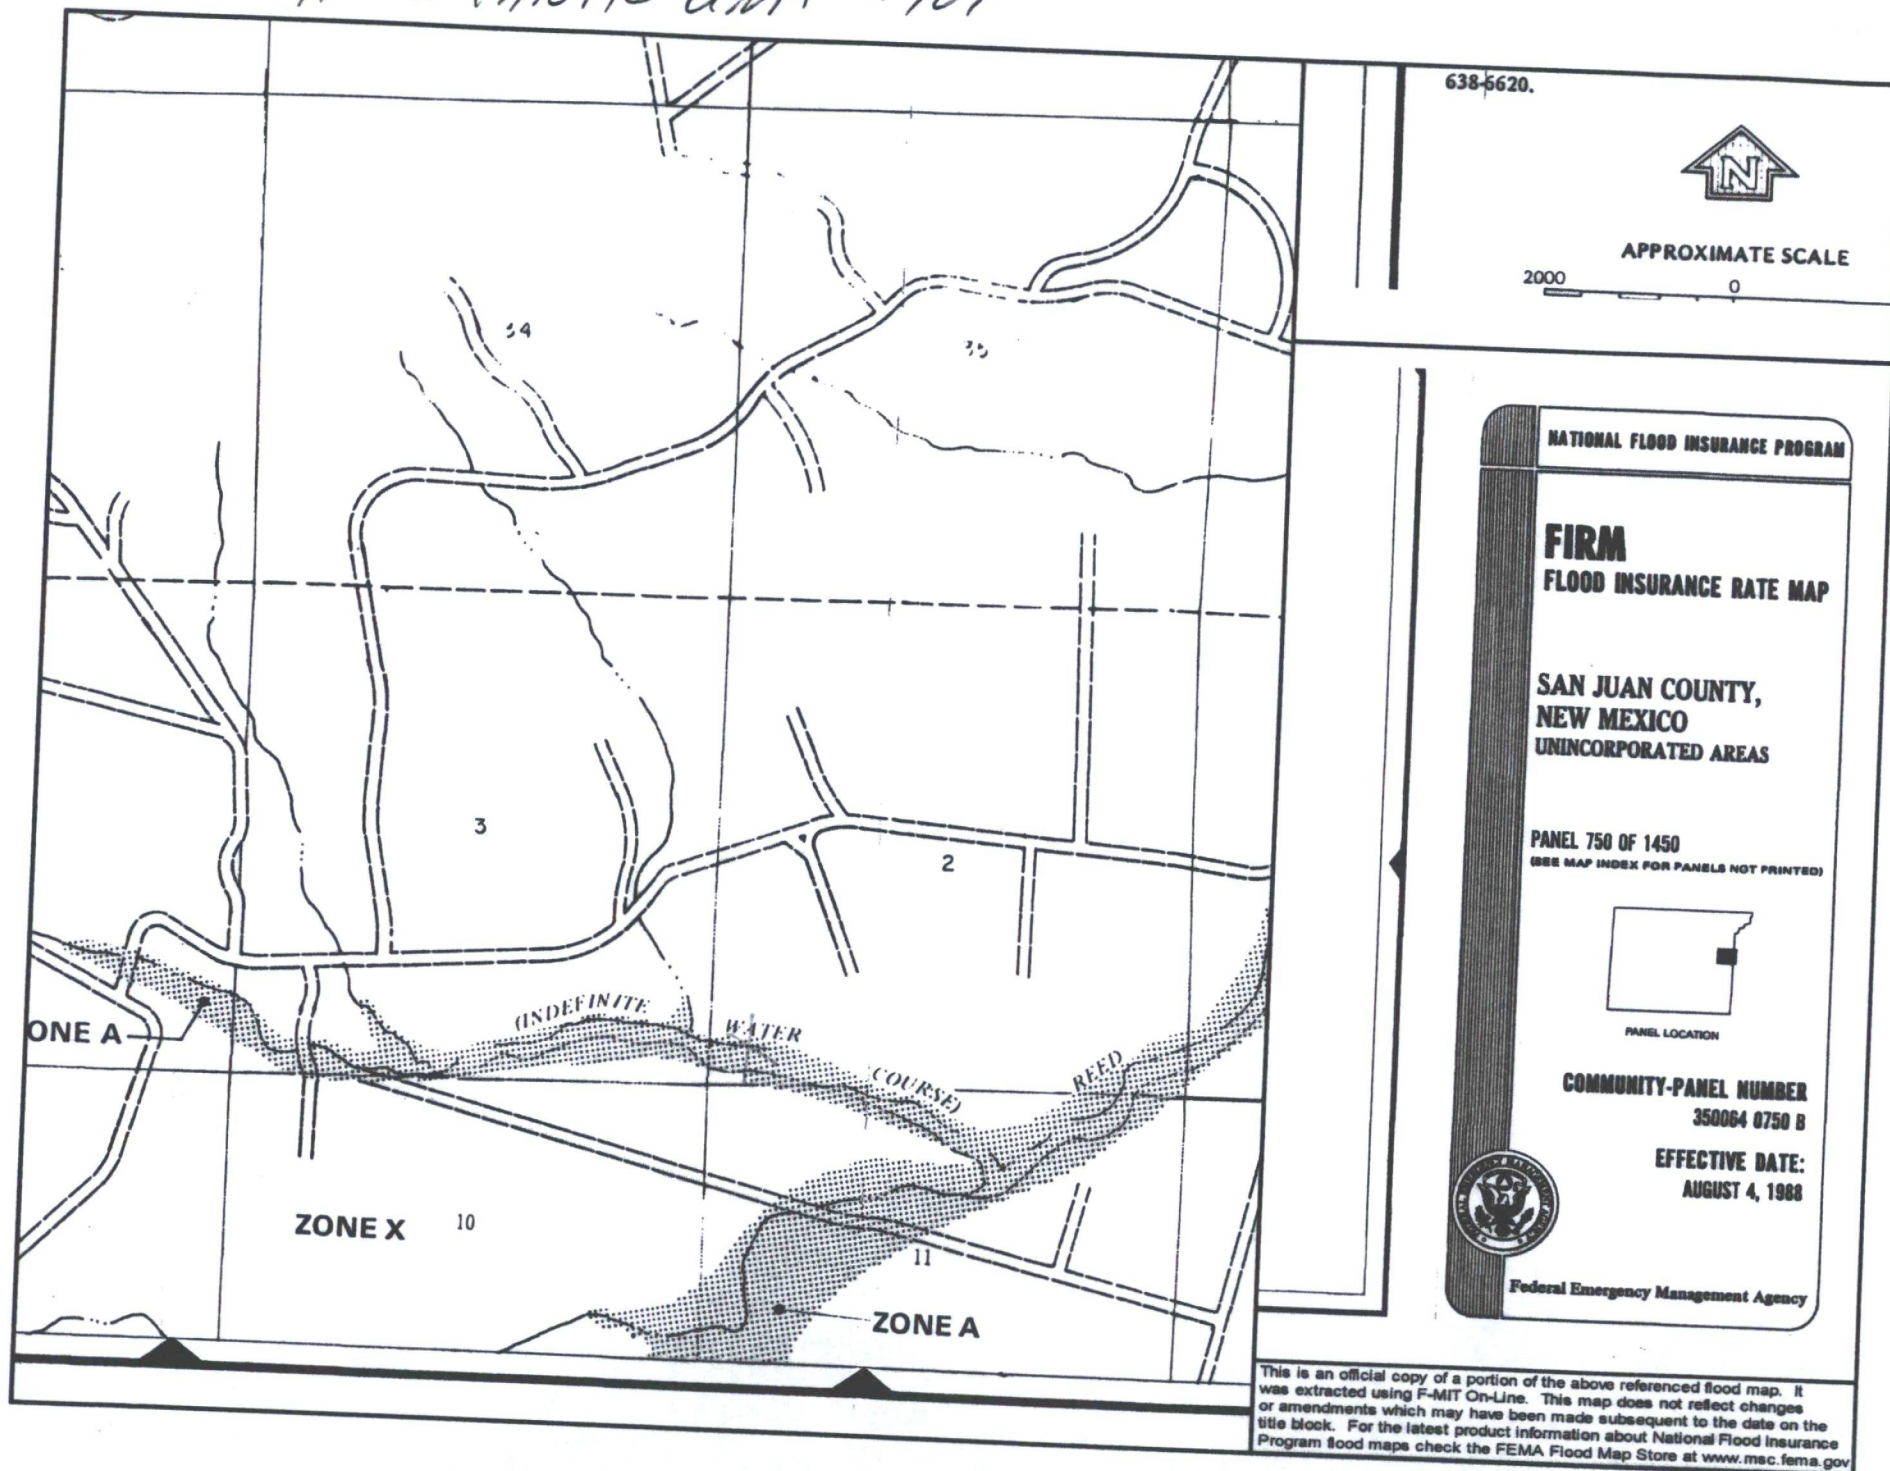 638-6620.
N
APPROXIMATE SCALE
2000 0
34
35
3
2
(INDEFINITE WATER COURSE)
REED
ONE A
ZONE X
10
11
ZONE A
NATIONAL FLOOD INSURANCE PROGRAM
FIRM
FLOOD INSURANCE RATE MAP
SAN JUAN COUNTY,
NEW MEXICO
UNINCORPORATED AREAS
PANEL 750 OF 1450
(SEE MAP INDEX FOR PANELS NOT PRINTED)
PANEL LOCATION
COMMUNITY-PANEL NUMBER
350064 0750 B
EFFECTIVE DATE:
AUGUST 4, 1988
Federal Emergency Management Agency
This is an official copy of a portion of the above referenced flood map. It
was extracted using F-MIT On-Line. This map does not reflect changes
or amendments which may have been made subsequent to the date on the
title block. For the latest product information about National Flood Insurance
Program flood maps check the FEMA Flood Map Store at www.msc.fema.gov